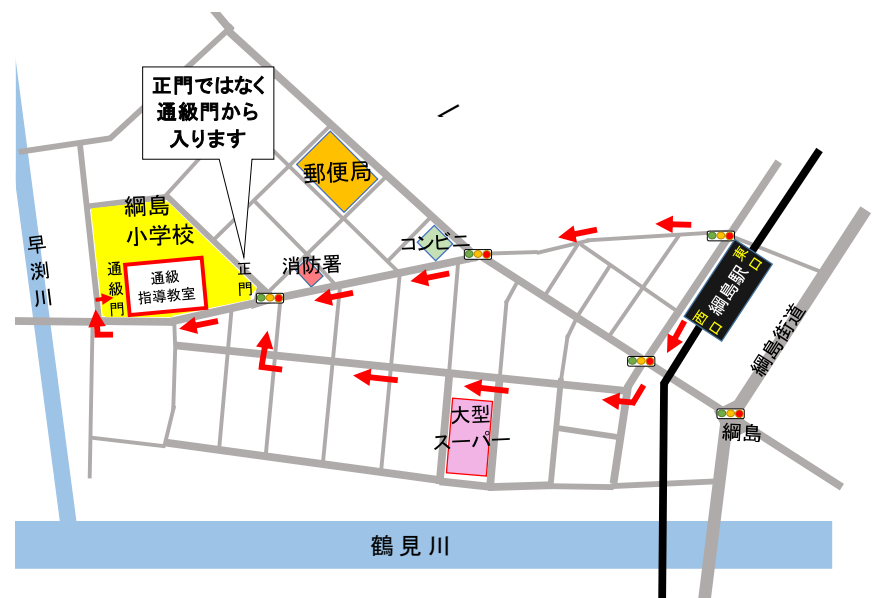 正門ではなく
通級門から
入ります
郵便局
綱島
小学校
コンビニ
消防署
正門
通級門
通級
指導教室
早渕川
東口
綱島駅
西口
綱島街道
大型
スーパー
綱島
鶴見川